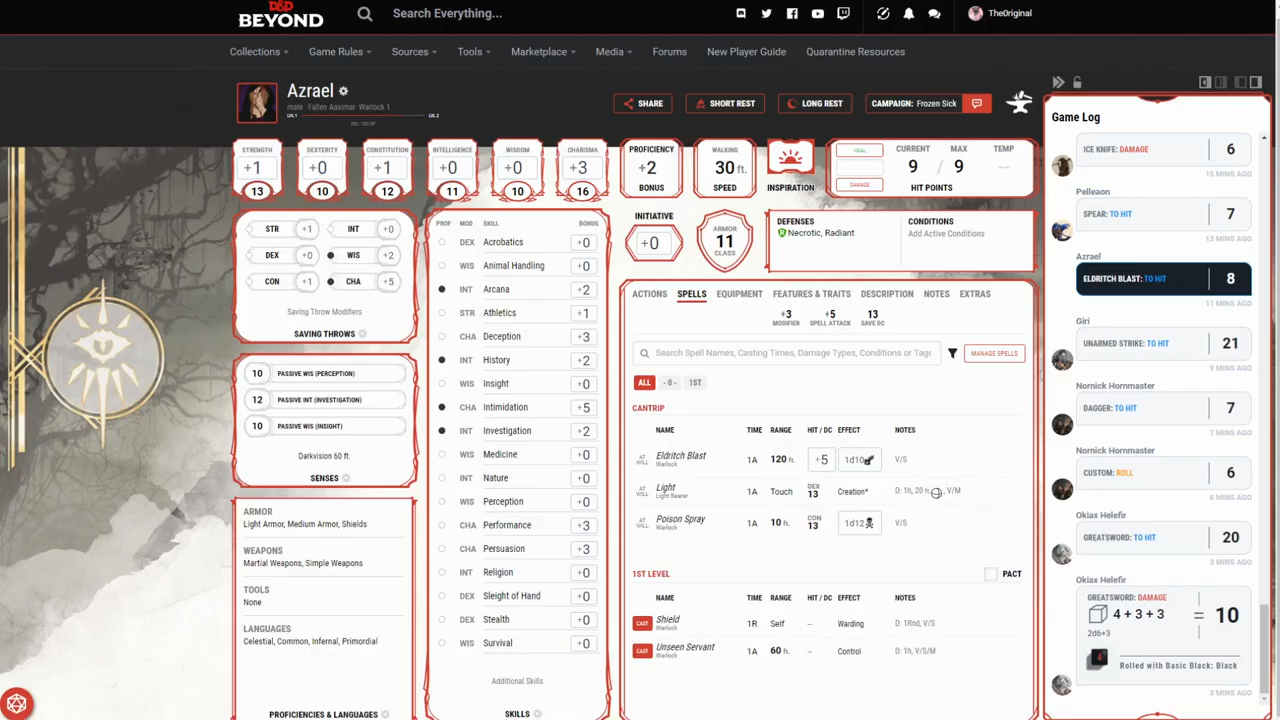 D&D
BEYOND
Search Everything...
TheOriginal
Collections
Game Rules
Sources
Tools
Marketplace
Media
Forums
New Player Guide
Quarantine Resources
Azrael
male Fallen Aasimar Warlock 1
LVL 1
LVL 2
SHARE
SHORT REST
LONG REST
CAMPAIGN: Frozen Sick
STRENGTH
+1
13
DEXTERITY
+0
10
CONSTITUTION
+1
12
INTELLIGENCE
+0
11
WISDOM
+0
10
CHARISMA
+3
16
PROFICIENCY
+2
BONUS
WALKING
30 ft.
SPEED
INSPIRATION
HEAL
DAMAGE
CURRENT
9
/
MAX
9
TEMP
--
HIT POINTS
STR +1
INT +0
DEX +0
WIS +2
CON +1
CHA +5
Saving Throw Modifiers
SAVING THROWS
10 PASSIVE WIS (PERCEPTION)
12 PASSIVE INT (INVESTIGATION)
10 PASSIVE WIS (INSIGHT)
Darkvision 60 ft.
SENSES
ARMOR
Light Armor, Medium Armor, Shields
WEAPONS
Martial Weapons, Simple Weapons
TOOLS
None
LANGUAGES
Celestial, Common, Infernal, Primordial
PROFICIENCIES & LANGUAGES
PROF MOD SKILL BONUS
DEX Acrobatics +0
WIS Animal Handling +0
INT Arcana +2
STR Athletics +1
CHA Deception +3
INT History +2
WIS Insight +0
CHA Intimidation +5
INT Investigation +2
WIS Medicine +0
INT Nature +0
WIS Perception +0
CHA Performance +3
CHA Persuasion +3
INT Religion +0
DEX Sleight of Hand +0
DEX Stealth +0
WIS Survival +0
Additional Skills
SKILLS
INITIATIVE
+0
ARMOR
11
CLASS
DEFENSES
Necrotic, Radiant
CONDITIONS
Add Active Conditions
ACTIONS SPELLS EQUIPMENT FEATURES & TRAITS DESCRIPTION NOTES EXTRAS
+3
MODIFIER
+5
SPELL ATTACK
13
SAVE DC
Search Spell Names, Casting Times, Damage Types, Conditions or Tags
MANAGE SPELLS
ALL
- 0 -
1ST
CANTRIP
NAME TIME RANGE HIT / DC EFFECT NOTES
AT WILL Eldritch Blast 1A 120 ft. +5 1d10 V/S
Warlock
AT WILL Light 1A Touch DEX 13 Creation* D: 1h, 20 ft. , V/M
Light Bearer
AT WILL Poison Spray 1A 10 ft. CON 13 1d12 V/S
Warlock
1ST LEVEL
PACT
NAME TIME RANGE HIT / DC EFFECT NOTES
CAST Shield 1R Self -- Warding D: 1Rnd, V/S
Warlock
CAST Unseen Servant 1A 60 ft. -- Control D: 1h, V/S/M
Warlock
Game Log
ICE KNIFE: DAMAGE 6
15 MINS AGO
Pelleaon
SPEAR: TO HIT 7
13 MINS AGO
Azrael
ELDRITCH BLAST: TO HIT 8
11 MINS AGO
Giri
UNARMED STRIKE: TO HIT 21
9 MINS AGO
Nornick Hornmaster
DAGGER: TO HIT 7
7 MINS AGO
Nornick Hornmaster
CUSTOM: ROLL 6
6 MINS AGO
Okiax Helefir
GREATSWORD: TO HIT 20
3 MINS AGO
Okiax Helefir
GREATSWORD: DAMAGE
4 + 3 + 3 = 10
2d6+3
Rolled with Basic Black: Black
3 MINS AGO